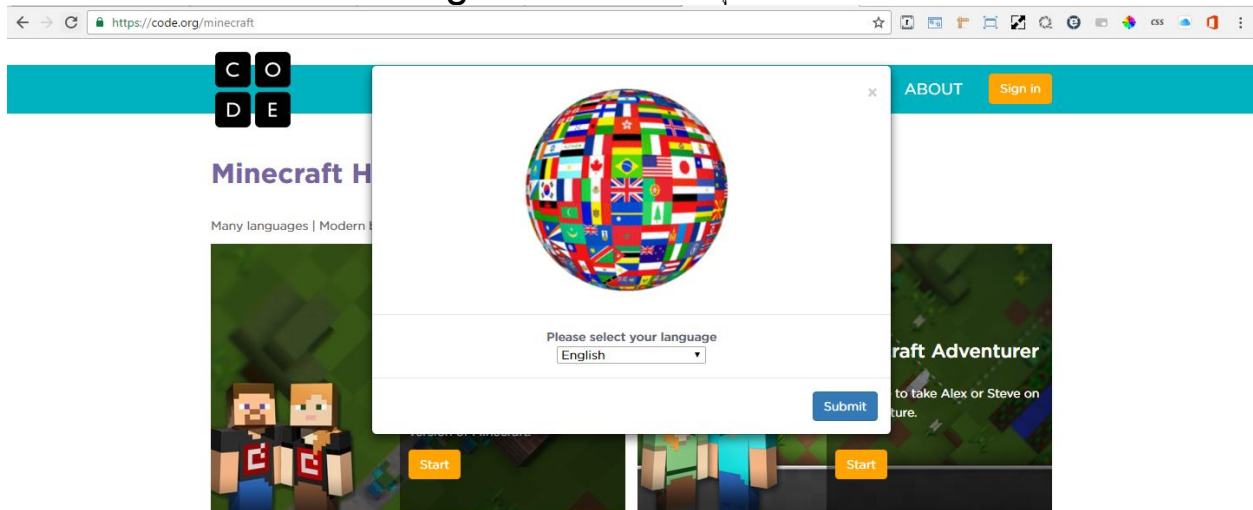 https://code.org/minecraft
css
C O
D E
ABOUT
Sign in
×
Minecraft H
Many languages | Modern
Please select your language
English
Submit
raft Adventurer
to take Alex or Steve on
ture.
Start
Start